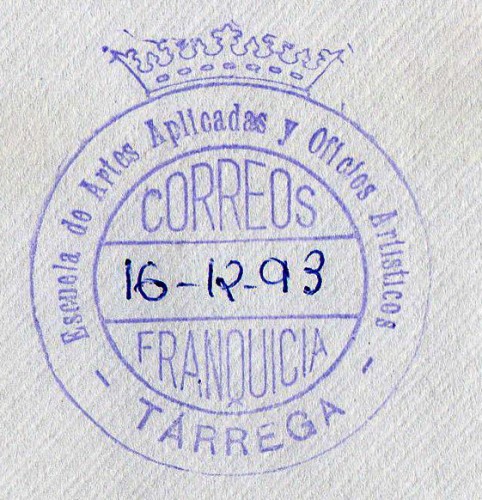 Escuela de Artes Aplicadas y Oficios Artísticos
CORREOS
16-12-93
FRANQUICIA
- TÁRREGA -